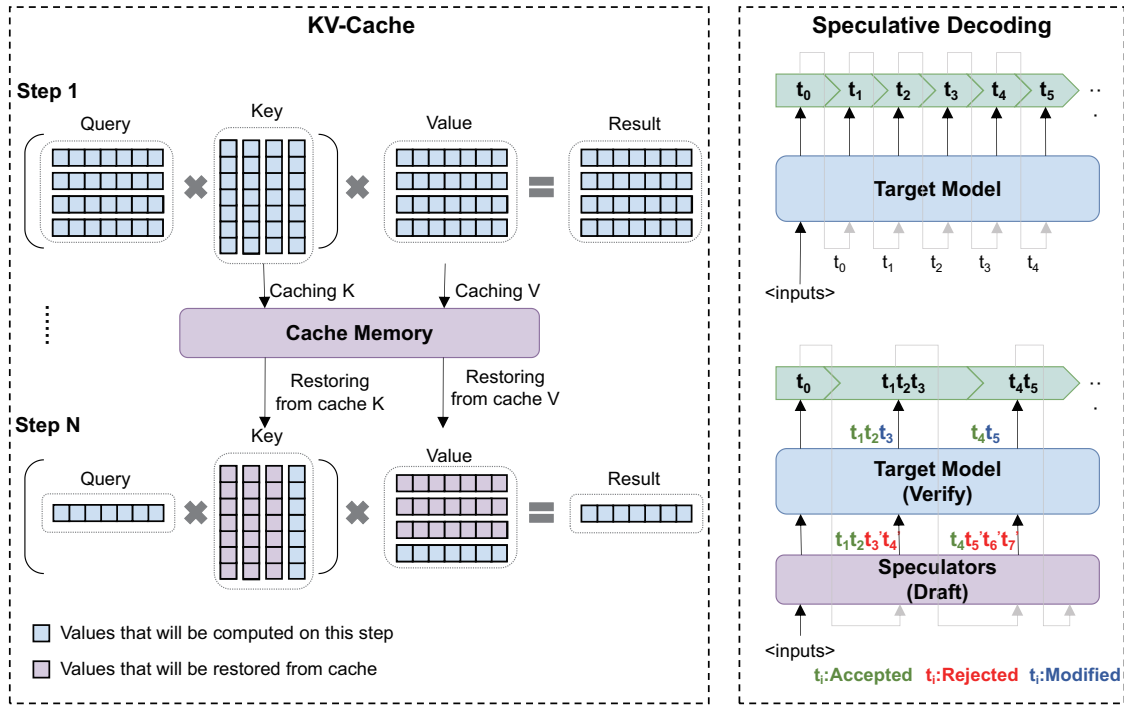 KV-Cache
Step 1
Query
Key
Value
Result
Caching K
Caching V
Cache Memory
Restoring
from cache K
Restoring
from cache V
Step N
Query
Key
Value
Result
Values that will be computed on this step
Values that will be restored from cache
Speculative Decoding
t₀ t₁ t₂ t₃ t₄ t₅ ...
Target Model
t₀ t₁ t₂ t₃ t₄
<inputs>
t₀ t₁t₂t₃ t₄t₅ ...
t₁t₂t₃ t₄t₅
Target Model
(Verify)
t₁t₂t₃'t₄' t₄t₅'t₆'t₇'
Speculators
(Draft)
<inputs>
tᵢ:Accepted tᵢ:Rejected tᵢ:Modified